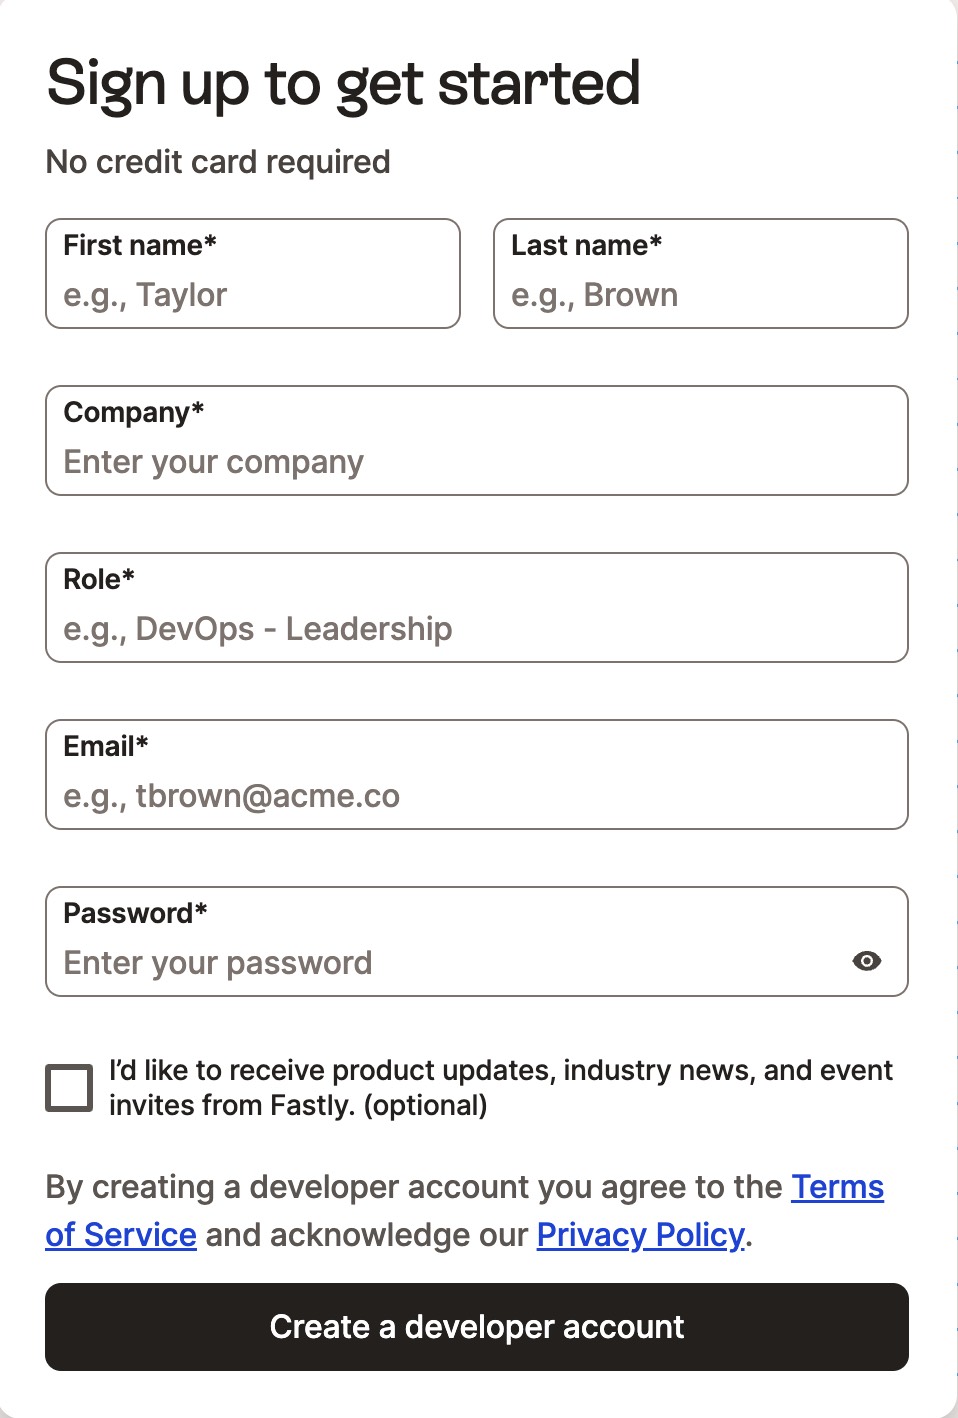 Sign up to get started
No credit card required
First name*
e.g., Taylor
Last name*
e.g., Brown
Company*
Enter your company
Role*
e.g., DevOps - Leadership
Email*
e.g., tbrown@acme.co
Password*
Enter your password
I’d like to receive product updates, industry news, and event
invites from Fastly. (optional)
By creating a developer account you agree to the Terms
of Service and acknowledge our Privacy Policy.
Create a developer account